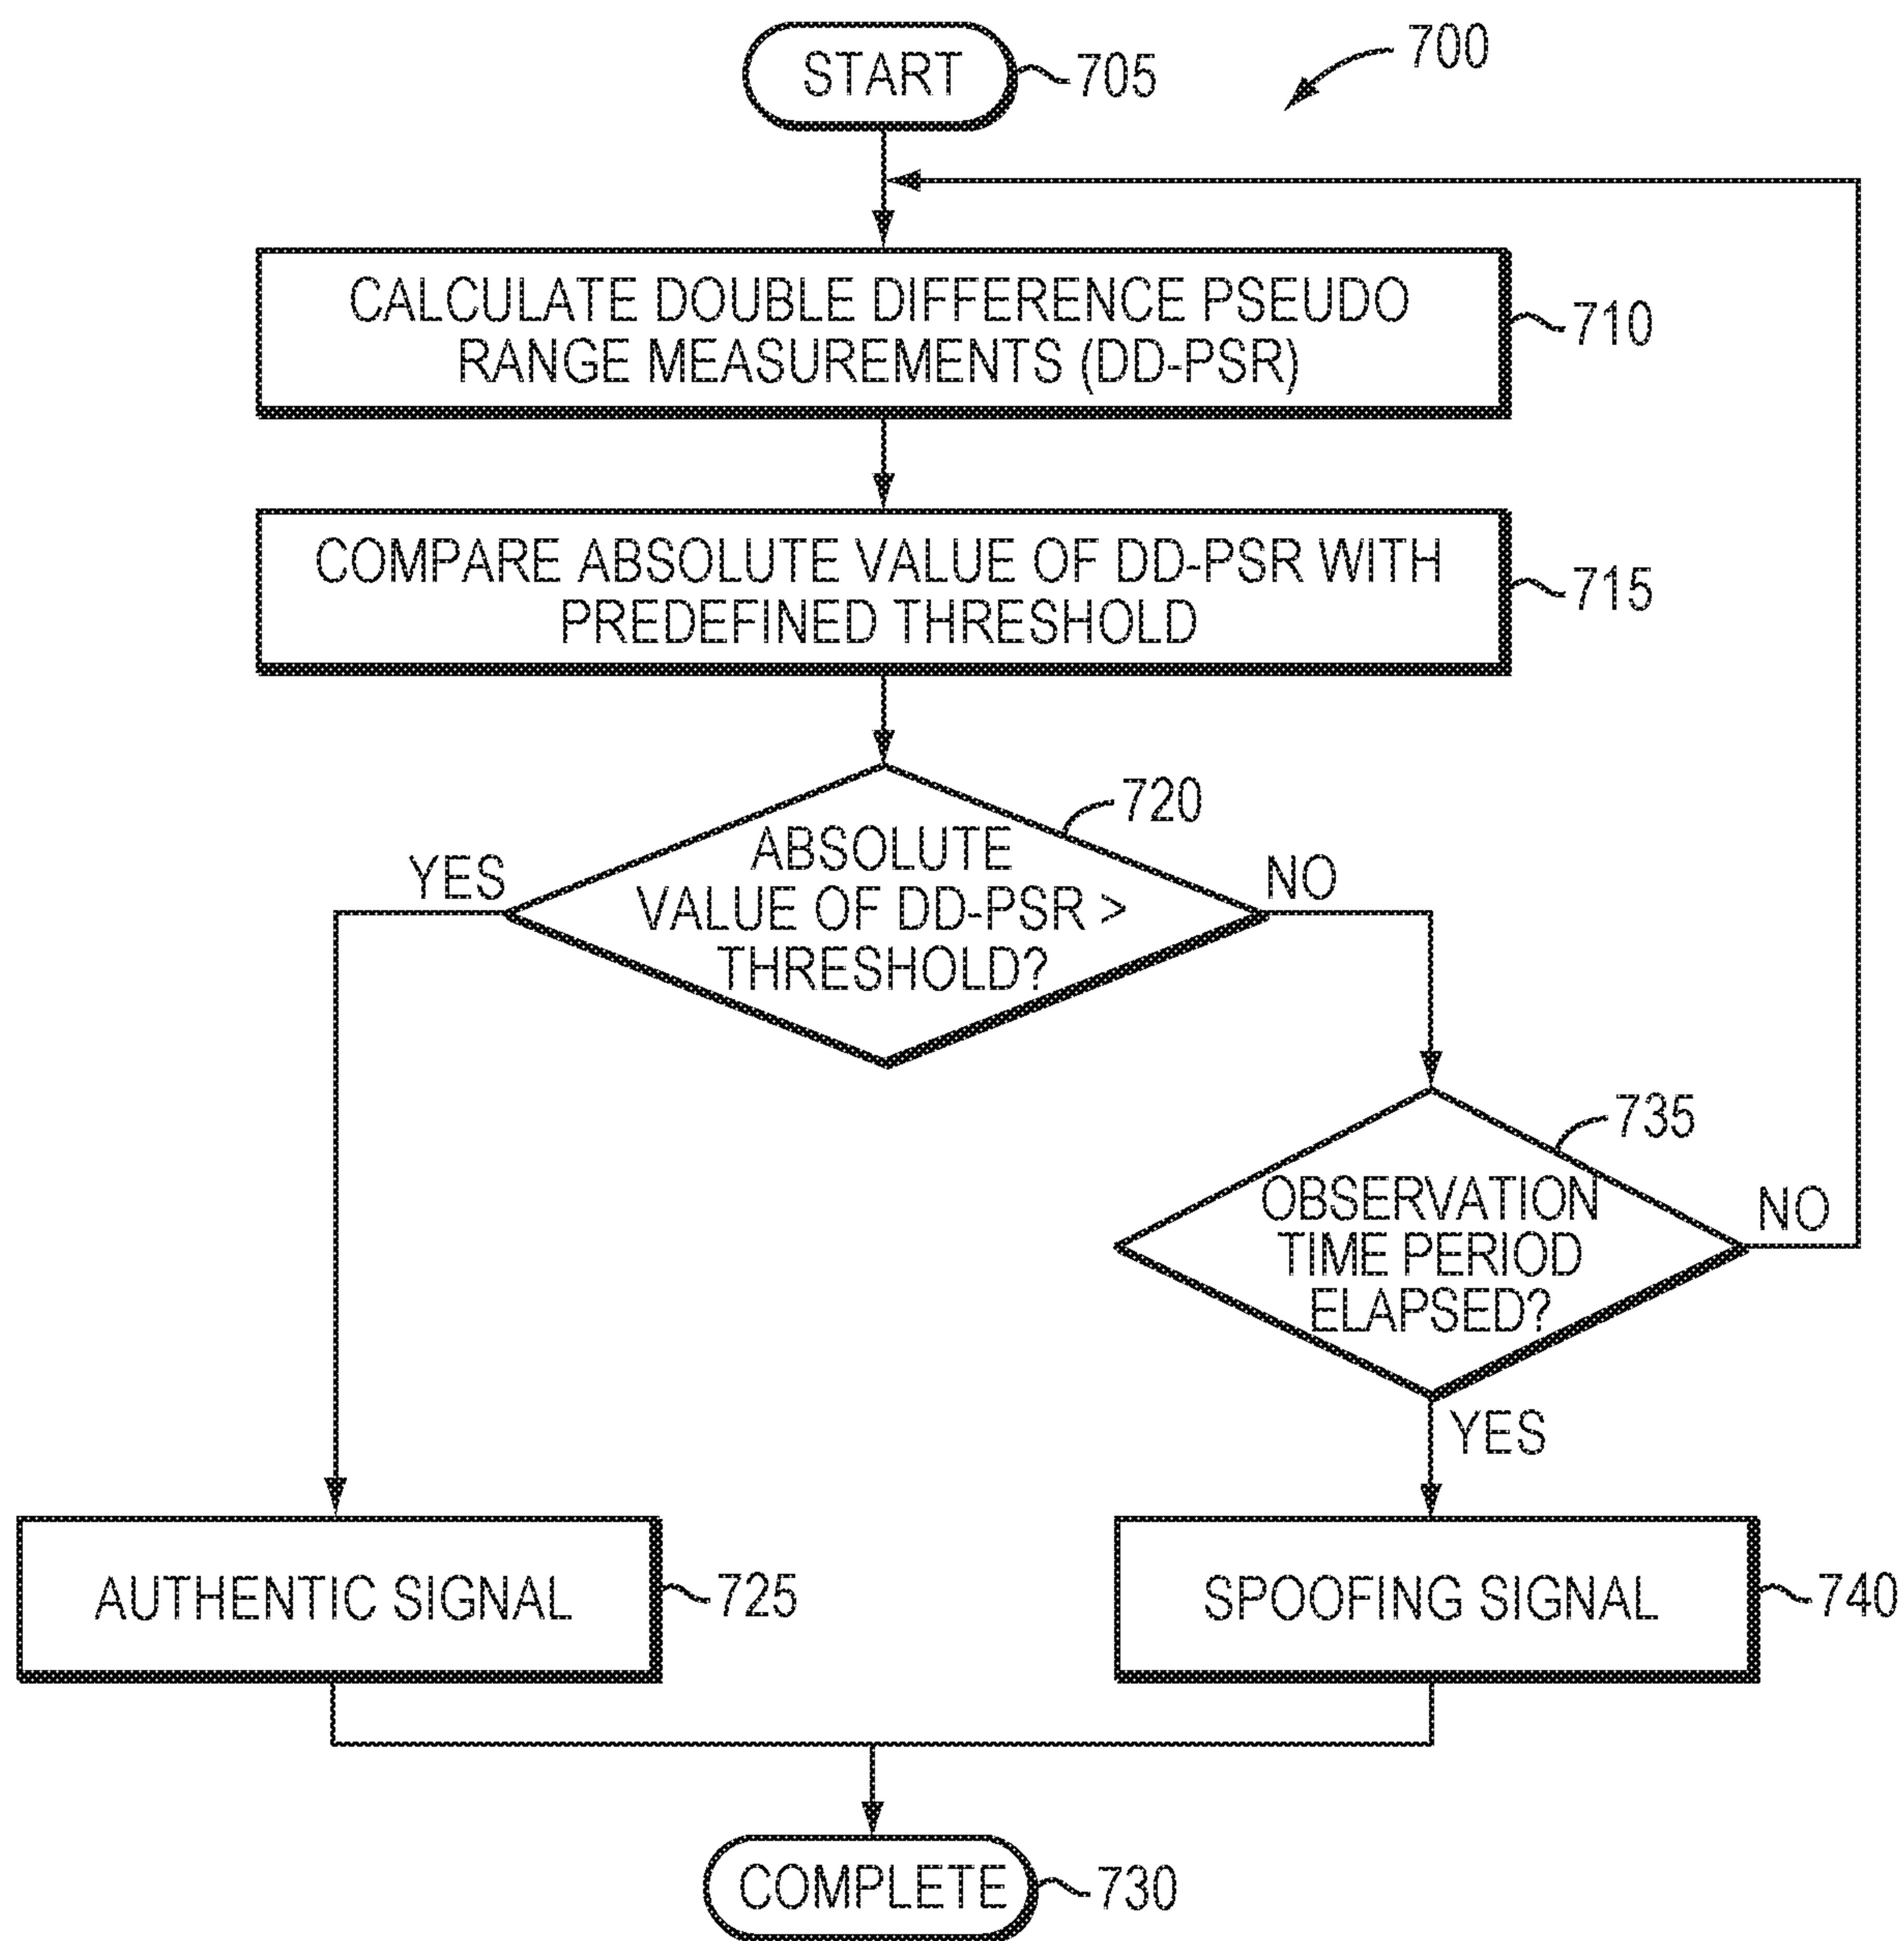 START
705
700
CALCULATE DOUBLE DIFFERENCE PSEUDO
RANGE MEASUREMENTS (DD-PSR)
710
COMPARE ABSOLUTE VALUE OF DD-PSR WITH
PREDEFINED THRESHOLD
715
720
ABSOLUTE
VALUE OF DD-PSR >
THRESHOLD?
YES
NO
735
OBSERVATION
TIME PERIOD
ELAPSED?
NO
YES
AUTHENTIC SIGNAL
725
SPOOFING SIGNAL
740
COMPLETE
730